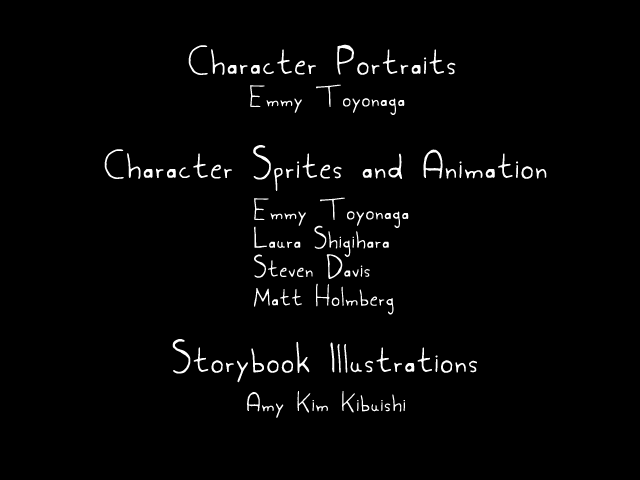 Character Portraits
Emmy Toyonaga
Character Sprites and Animation
Emmy Toyonaga
Laura Shigihara
Steven Davis
Matt Holmberg
Storybook Illustrations
Amy Kim Kibuishi